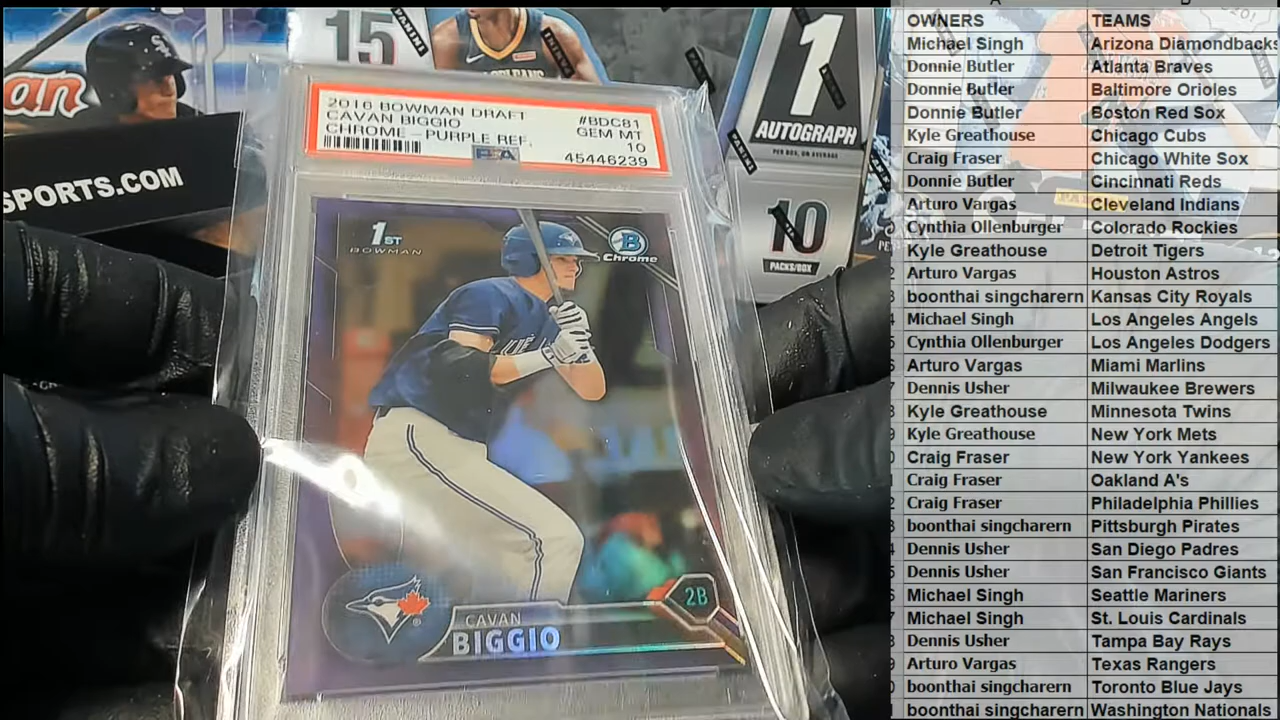 15
PANINI
an
SPORTS.COM
1
AUTOGRAPH
PER BOX, ON AVERAGE
10
PACKS/BOX
2016 BOWMAN DRAFT #BDC81
CAVAN BIGGIO GEM MT
CHROME - PURPLE REF. 10
PSA 45446239
1ST
BOWMAN
B
Chrome
CAVAN
BIGGIO
2B
OWNERS TEAMS
Michael Singh Arizona Diamondbacks
Donnie Butler Atlanta Braves
Donnie Butler Baltimore Orioles
Donnie Butler Boston Red Sox
Kyle Greathouse Chicago Cubs
Craig Fraser Chicago White Sox
Donnie Butler Cincinnati Reds
Arturo Vargas Cleveland Indians
Cynthia Ollenburger Colorado Rockies
Kyle Greathouse Detroit Tigers
Arturo Vargas Houston Astros
boonthai singcharern Kansas City Royals
Michael Singh Los Angeles Angels
Cynthia Ollenburger Los Angeles Dodgers
Arturo Vargas Miami Marlins
Dennis Usher Milwaukee Brewers
Kyle Greathouse Minnesota Twins
Kyle Greathouse New York Mets
Craig Fraser New York Yankees
Craig Fraser Oakland A's
Craig Fraser Philadelphia Phillies
boonthai singcharern Pittsburgh Pirates
Dennis Usher San Diego Padres
Dennis Usher San Francisco Giants
Michael Singh Seattle Mariners
Michael Singh St. Louis Cardinals
Dennis Usher Tampa Bay Rays
Arturo Vargas Texas Rangers
boonthai singcharern Toronto Blue Jays
boonthai singcharern Washington Nationals